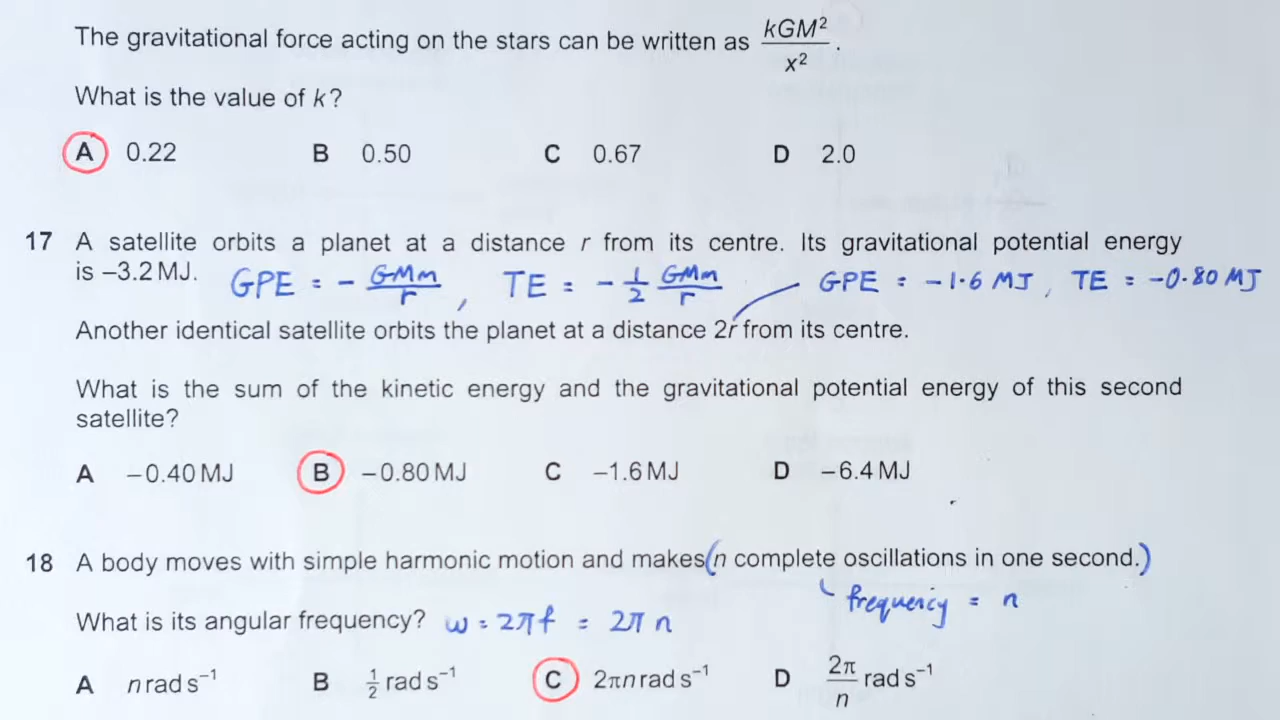 The gravitational force acting on the stars can be written as kGM²/x².
What is the value of k?
A 0.22 B 0.50 C 0.67 D 2.0
17 A satellite orbits a planet at a distance r from its centre. Its gravitational potential energy
is –3.2 MJ. GPE = - GMm/r , TE = - 1/2 GMm/r GPE = -1.6 MJ, TE = -0.80 MJ
Another identical satellite orbits the planet at a distance 2r from its centre.
What is the sum of the kinetic energy and the gravitational potential energy of this second
satellite?
A –0.40 MJ B –0.80 MJ C –1.6 MJ D –6.4 MJ
18 A body moves with simple harmonic motion and makes (n complete oscillations in one second.)
frequency = n
What is its angular frequency? ω = 2πf = 2π n
A n rad s⁻¹ B 1/2 rad s⁻¹ C 2πn rad s⁻¹ D 2π/n rad s⁻¹